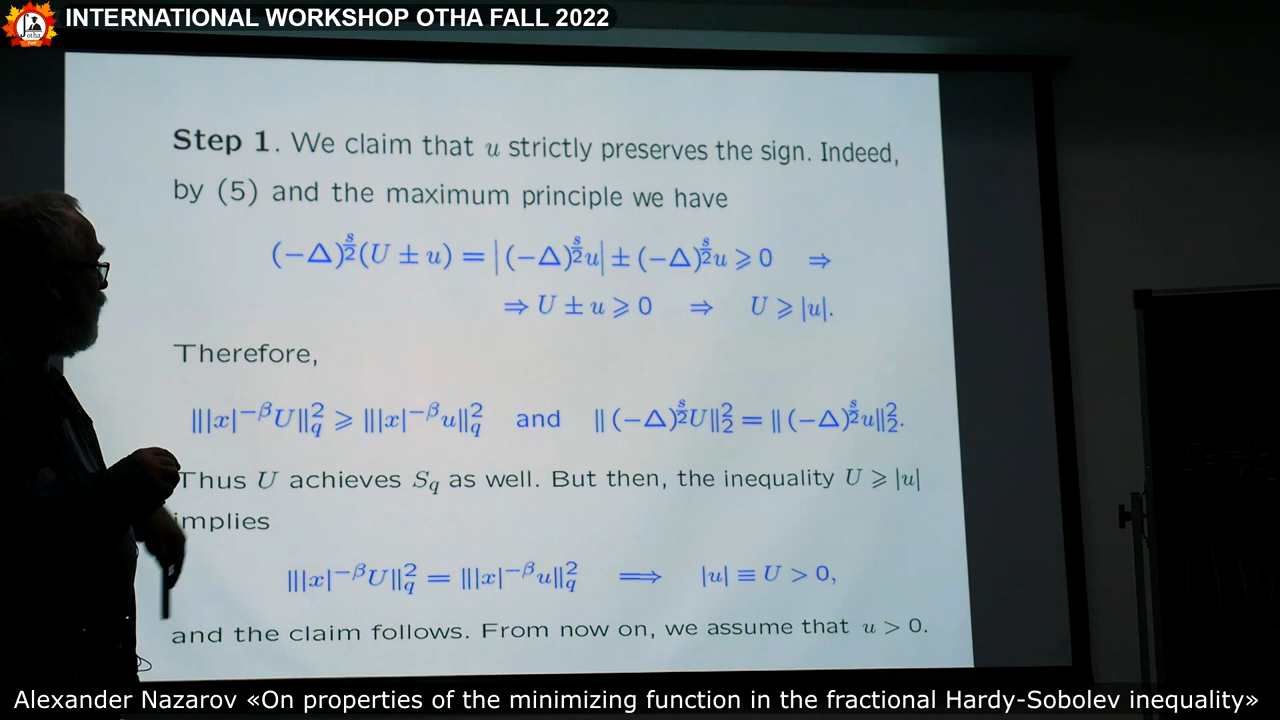 INTERNATIONAL WORKSHOP OTHA FALL 2022
otha
Step 1. We claim that u strictly preserves the sign. Indeed,
by (5) and the maximum principle we have
(−Δ)^{s/2}(U ± u) = |(−Δ)^{s/2}u| ± (−Δ)^{s/2}u ⩾ 0 ⇒
⇒ U ± u ⩾ 0 ⇒ U ⩾ |u|.
Therefore,
‖|x|^{−β}U‖_q^2 ⩾ ‖|x|^{−β}u‖_q^2 and ‖(−Δ)^{s/2}U‖_2^2 = ‖(−Δ)^{s/2}u‖_2^2.
Thus U achieves S_q as well. But then, the inequality U ⩾ |u|
implies
‖|x|^{−β}U‖_q^2 = ‖|x|^{−β}u‖_q^2 ⟹ |u| ≡ U > 0,
and the claim follows. From now on, we assume that u > 0.
Alexander Nazarov «On properties of the minimizing function in the fractional Hardy-Sobolev inequality»